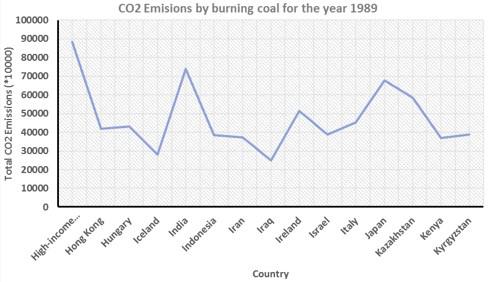 CO2 Emisions by burning coal for the year 1989
Total CO2 Emissions (*10000)
100000
90000
80000
70000
60000
50000
40000
30000
20000
10000
0
High-income...
Hong Kong
Hungary
Iceland
India
Indonesia
Iran
Iraq
Ireland
Israel
Italy
Japan
Kazakhstan
Kenya
Kyrgyzstan
Country